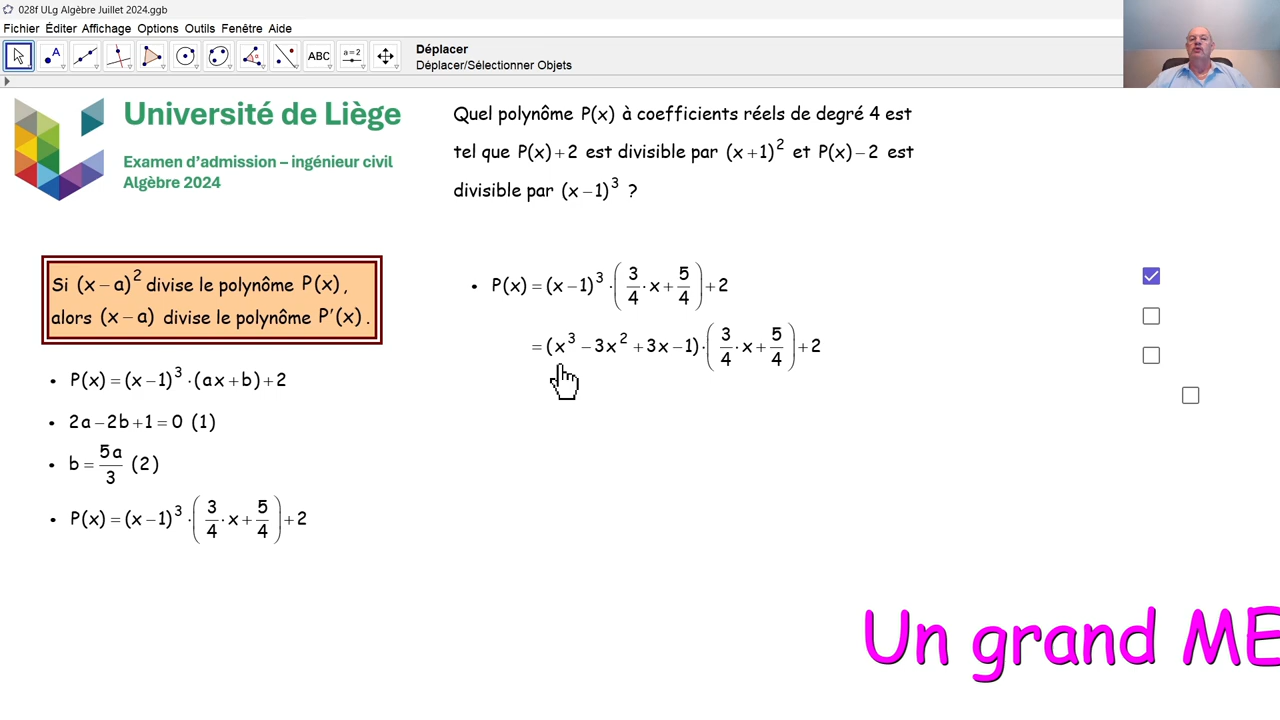 028f ULg Algèbre Juillet 2024.ggb
Fichier Éditer Affichage Options Outils Fenêtre Aide
A ABC a=2
Déplacer
Déplacer/Sélectionner Objets
Université de Liège
Examen d'admission – ingénieur civil
Algèbre 2024
Quel polynôme P(x) à coefficients réels de degré 4 est
tel que P(x)+2 est divisible par (x+1)² et P(x)−2 est
divisible par (x−1)³ ?
Si (x−a)² divise le polynôme P(x),
alors (x−a) divise le polynôme P'(x).
• P(x)=(x−1)³·(ax+b)+2
• 2a−2b+1=0 (1)
• b=5a/3 (2)
• P(x)=(x−1)³·(3/4·x+5/4)+2
• P(x)=(x−1)³·(3/4·x+5/4)+2
=(x³−3x²+3x−1)·(3/4·x+5/4)+2
Un grand ME